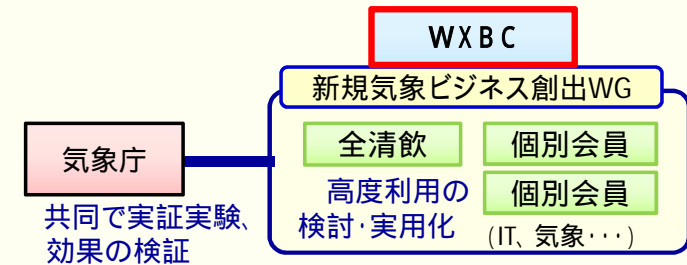 WXBC
新規気象ビジネス創出WG
気象庁
全清飲
個別会員
個別会員
高度利用の
検討・実用化
(IT、気象・・・)
共同で実証実験、
効果の検証